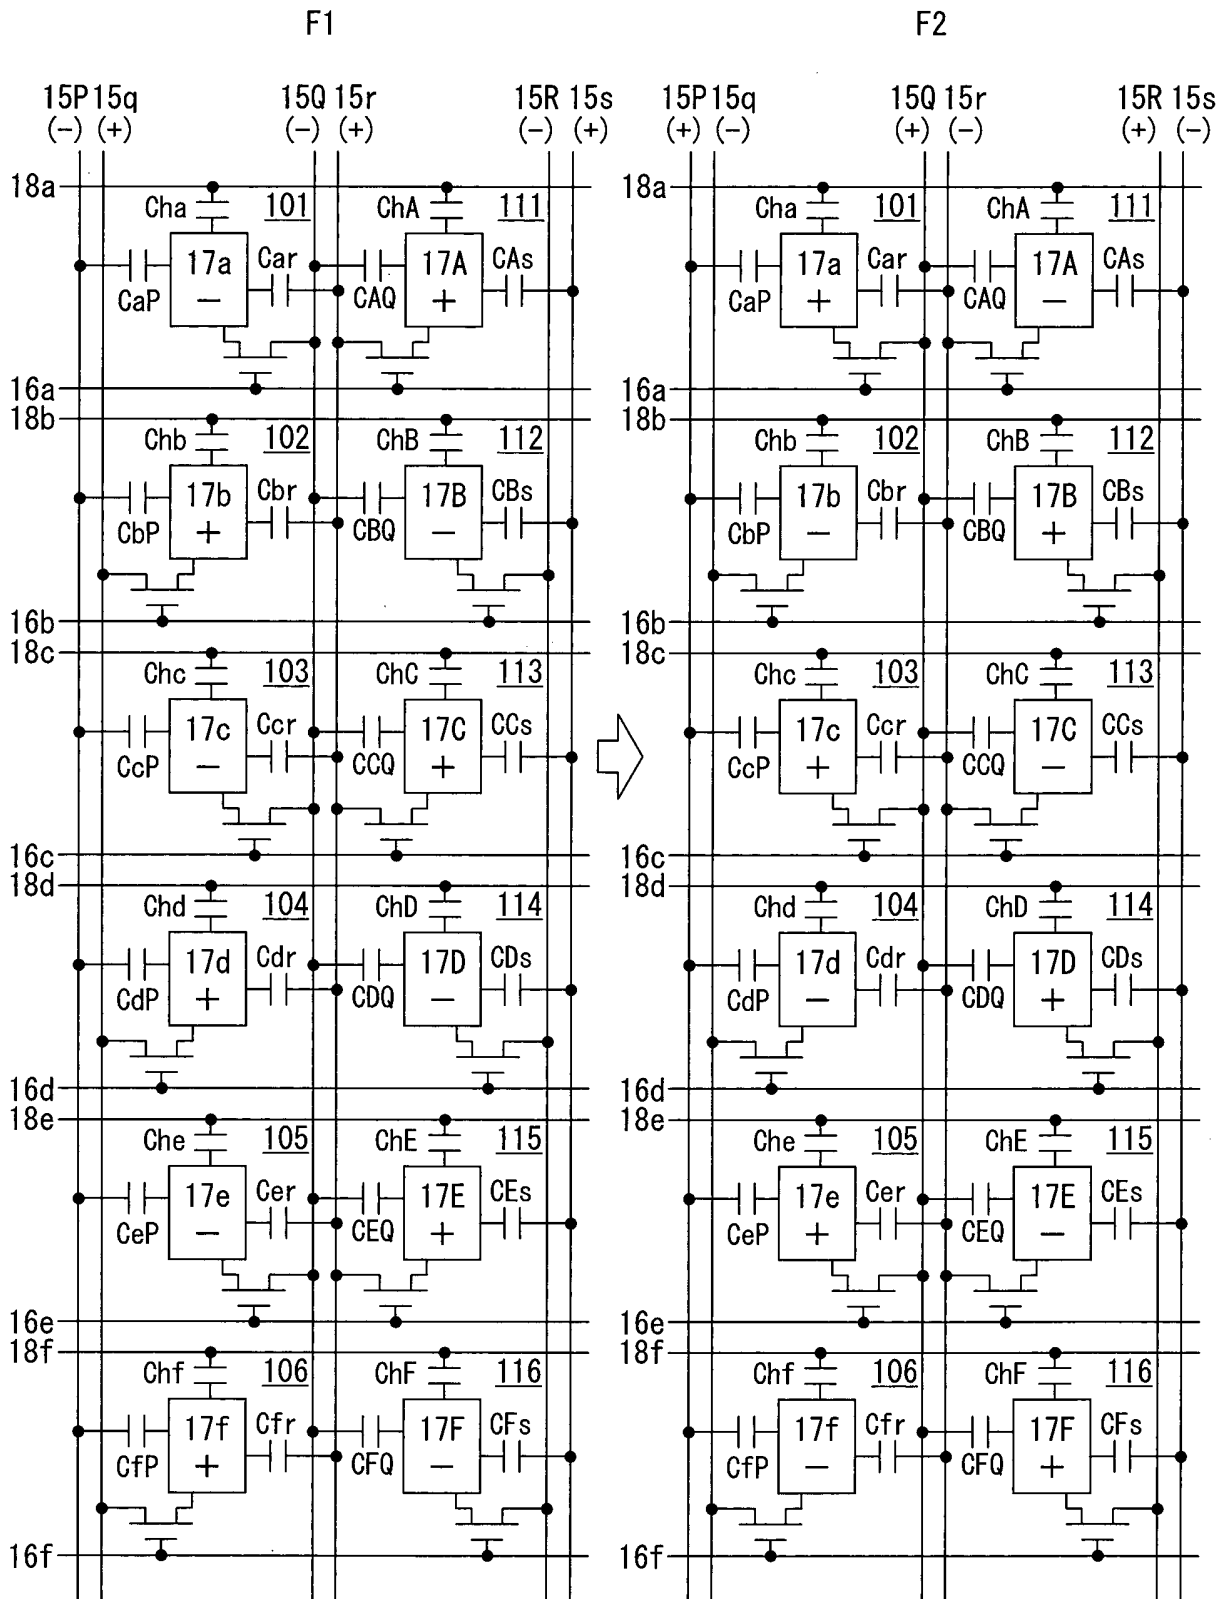 F1 F2
15P 15q 15Q 15r 15R 15s 15P 15q 15Q 15r 15R 15s
(−) (+) (−) (+) (−) (+) (+) (−) (+) (−) (+) (−)
18a 18a
Cha 101 ChA 111 Cha 101 ChA 111
17a Car 17A CAs 17a Car 17A CAs
CaP − CAQ + CaP + CAQ −
16a 16a
18b 18b
Chb 102 ChB 112 Chb 102 ChB 112
17b Cbr 17B CBs 17b Cbr 17B CBs
CbP + CBQ − CbP − CBQ +
16b 16b
18c 18c
Chc 103 ChC 113 Chc 103 ChC 113
17c Ccr 17C CCs 17c Ccr 17C CCs
CcP − CCQ + CcP + CCQ −
16c 16c
18d 18d
Chd 104 ChD 114 Chd 104 ChD 114
17d Cdr 17D CDs 17d Cdr 17D CDs
CdP + CDQ − CdP − CDQ +
16d 16d
18e 18e
Che 105 ChE 115 Che 105 ChE 115
17e Cer 17E CEs 17e Cer 17E CEs
CeP − CEQ + CeP + CEQ −
16e 16e
18f 18f
Chf 106 ChF 116 Chf 106 ChF 116
17f Cfr 17F CFs 17f Cfr 17F CFs
CfP + CFQ − CfP − CFQ +
16f 16f